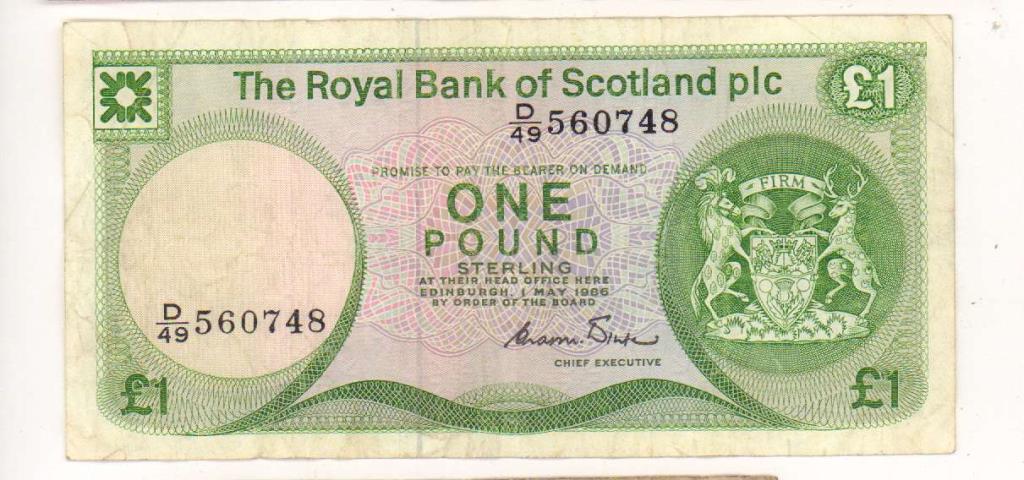 The Royal Bank of Scotland plc
£1
D/49 560748
PROMISE TO PAY THE BEARER ON DEMAND
ONE
POUND
STERLING
AT THEIR HEAD OFFICE HERE
EDINBURGH, 1 MAY 1986
BY ORDER OF THE BOARD
CHIEF EXECUTIVE
FIRM
D/49 560748
£1
£1